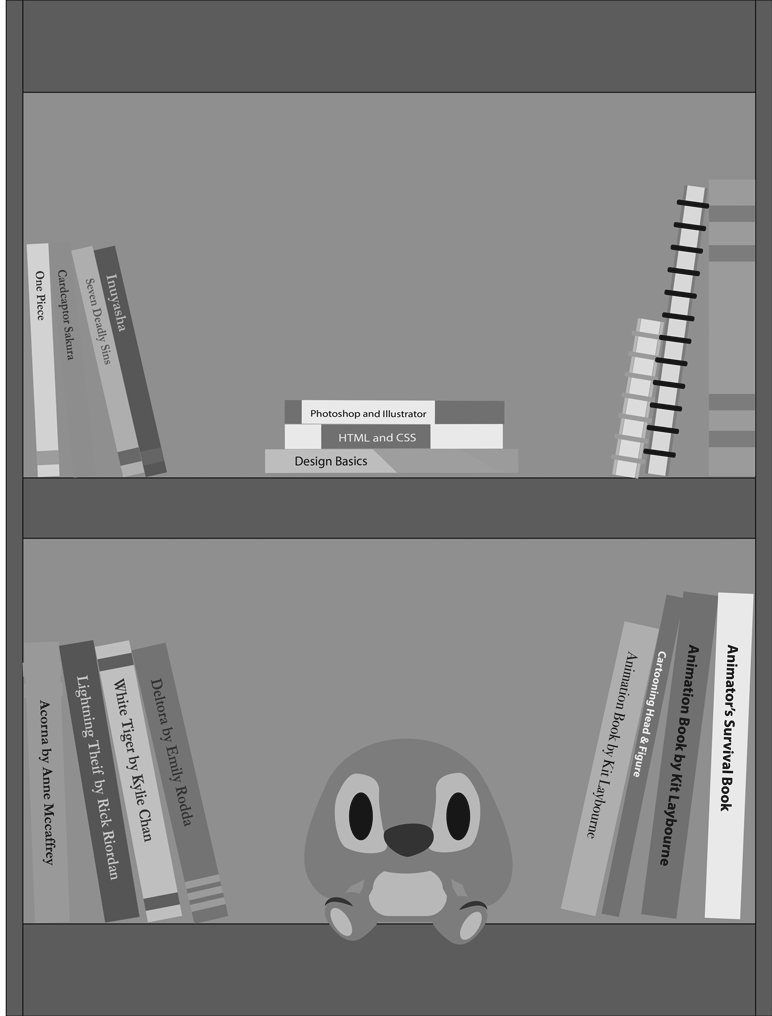 One Piece
Cardcaptor Sakura
Seven Deadly Sins
Inuyasha
Photoshop and Illustrator
HTML and CSS
Design Basics
Acorna by Anne Mccaffrey
Lightning Theif by Rick Riordan
White Tiger by Kylie Chan
Deltora by Emily Rodda
Animation Book by Kit Laybourne
Cartooning Head & Figure
Animation Book by Kit Laybourne
Animator's Survival Book